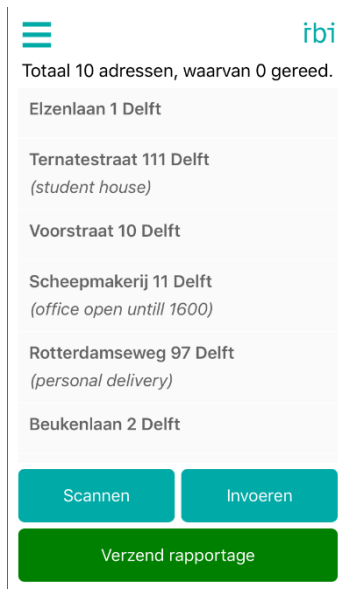 irbi
Totaal 10 adressen, waarvan 0 gereed.
Elzenlaan 1 Delft
Ternatestraat 111 Delft
(student house)
Voorstraat 10 Delft
Scheepmakerij 11 Delft
(office open untill 1600)
Rotterdamseweg 97 Delft
(personal delivery)
Beukenlaan 2 Delft
Scannen
Invoeren
Verzend rapportage